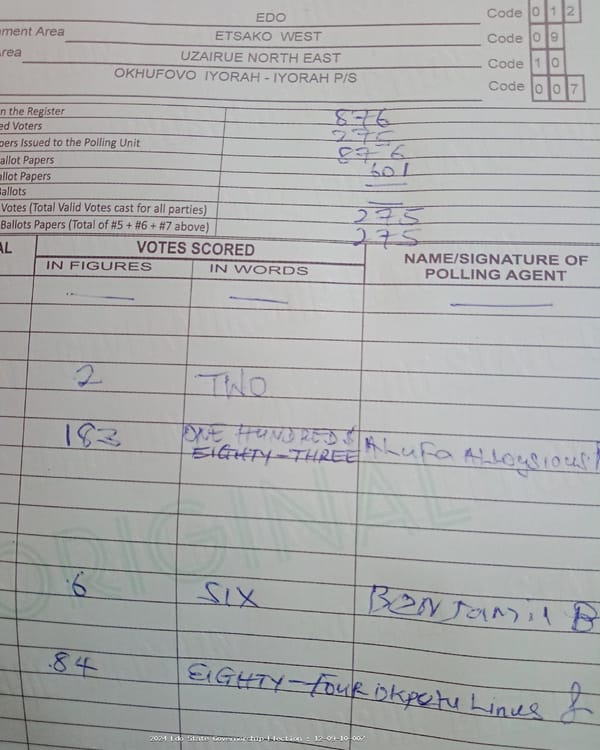 EDO Code 0 1 2
ment Area ETSAKO WEST Code 0 9
Area UZAIRUE NORTH EAST Code 1 0
OKHUFOVO IYORAH - IYORAH P/S Code 0 0 7
n the Register 876
ed Voters 275
pers Issued to the Polling Unit 876
allot Papers 601
llot Papers —
allots —
Votes (Total Valid Votes cast for all parties) 275
Ballots Papers (Total of #5 + #6 + #7 above) 275
AL VOTES SCORED NAME/SIGNATURE OF POLLING AGENT
IN FIGURES IN WORDS
2 TWO
183 ONE HUNDRED &
EIGHTY-THREE ALUFA ALLOYSIOUS
6 SIX BENJAMIN B
84 EIGHTY-FOUR LINUS
ORIGINAL
2024 Edo State Governorship Election : 12-09-10-007